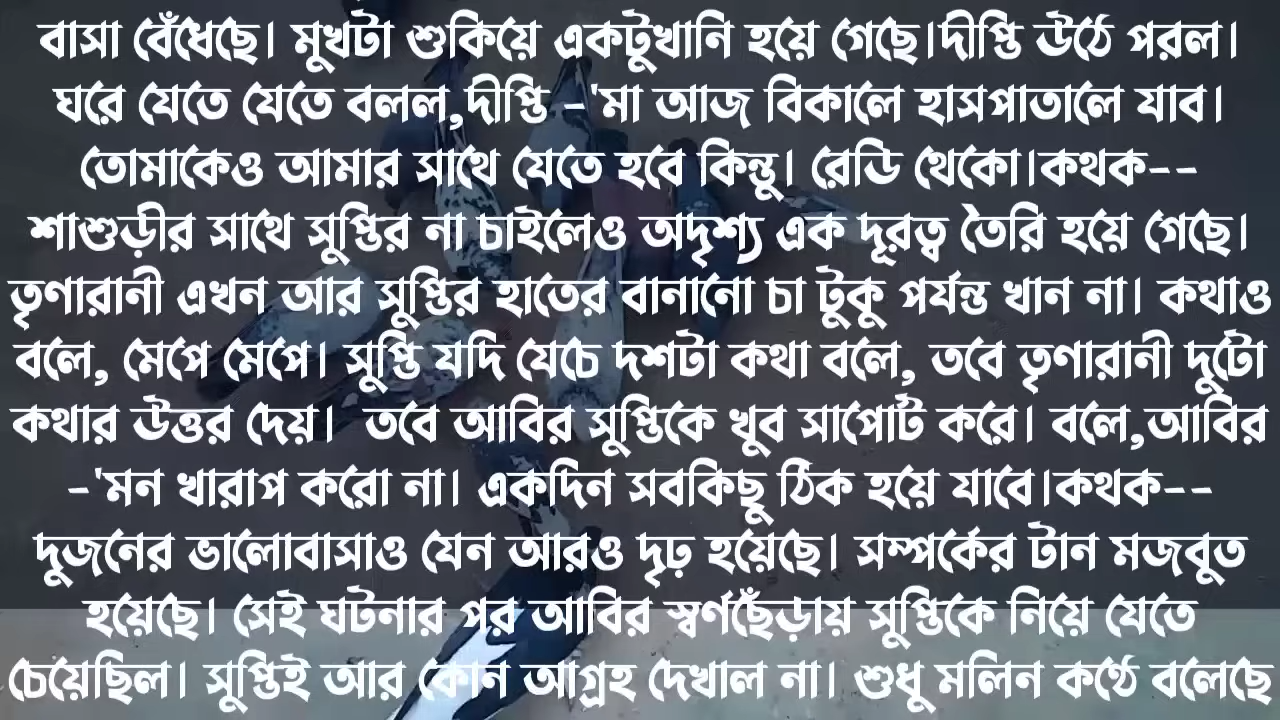 বাসা বেঁধেছে। মুখটা শুকিয়ে একটুখানি হয়ে গেছে।দীপ্তি উঠে পরল।
ঘরে যেতে যেতে বলল,দীপ্তি -'মা আজ বিকালে হাসপাতালে যাব।
তোমাকেও আমার সাথে যেতে হবে কিন্তু। রেডি থেকো।কথক--
শাশুড়ীর সাথে সুপ্তির না চাইলেও অদৃশ্য এক দূরত্ব তৈরি হয়ে গেছে।
তৃণারানী এখন আর সুপ্তির হাতের বানানো চা টুকু পর্যন্ত খান না। কথাও
বলে, মেপে মেপে। সুপ্তি যদি যেচে দশটা কথা বলে, তবে তৃণারানী দুটো
কথার উত্তর দেয়। তবে আবির সুপ্তিকে খুব সাপোর্ট করে। বলে,আবির
-'মন খারাপ করো না। একদিন সবকিছু ঠিক হয়ে যাবে।কথক--
দুজনের ভালোবাসাও যেন আরও দৃঢ় হয়েছে। সম্পর্কের টান মজবুত
হয়েছে। সেই ঘটনার পর আবির স্বর্ণছেঁড়ায় সুপ্তিকে নিয়ে যেতে
চেয়েছিল। সুপ্তিই আর কোন আগ্রহ দেখাল না। শুধু মলিন কণ্ঠে বলেছে